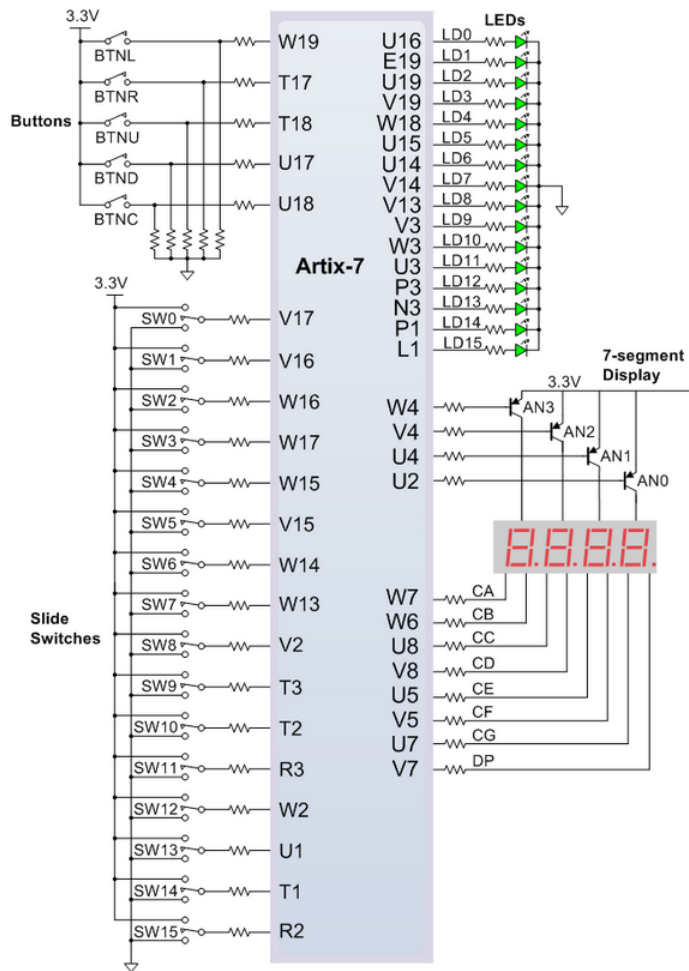 3.3V
BTNL
BTNR
BTNU
BTND
BTNC
Buttons
W19
T17
T18
U17
U18
Artix-7
LEDs
U16 LD0
E19 LD1
U19 LD2
V19 LD3
W18 LD4
U15 LD5
U14 LD6
V14 LD7
V13 LD8
V3 LD9
W3 LD10
U3 LD11
P3 LD12
N3 LD13
P1 LD14
L1 LD15
3.3V
SW0 V17
SW1 V16
SW2 W16
SW3 W17
SW4 W15
SW5 V15
SW6 W14
SW7 W13
SW8 V2
SW9 T3
SW10 T2
SW11 R3
SW12 W2
SW13 U1
SW14 T1
SW15 R2
Slide
Switches
7-segment
Display
3.3V
W4 AN3
V4 AN2
U4 AN1
U2 AN0
8.8.8.8.
W7 CA
W6 CB
U8 CC
V8 CD
U5 CE
V5 CF
U7 CG
V7 DP